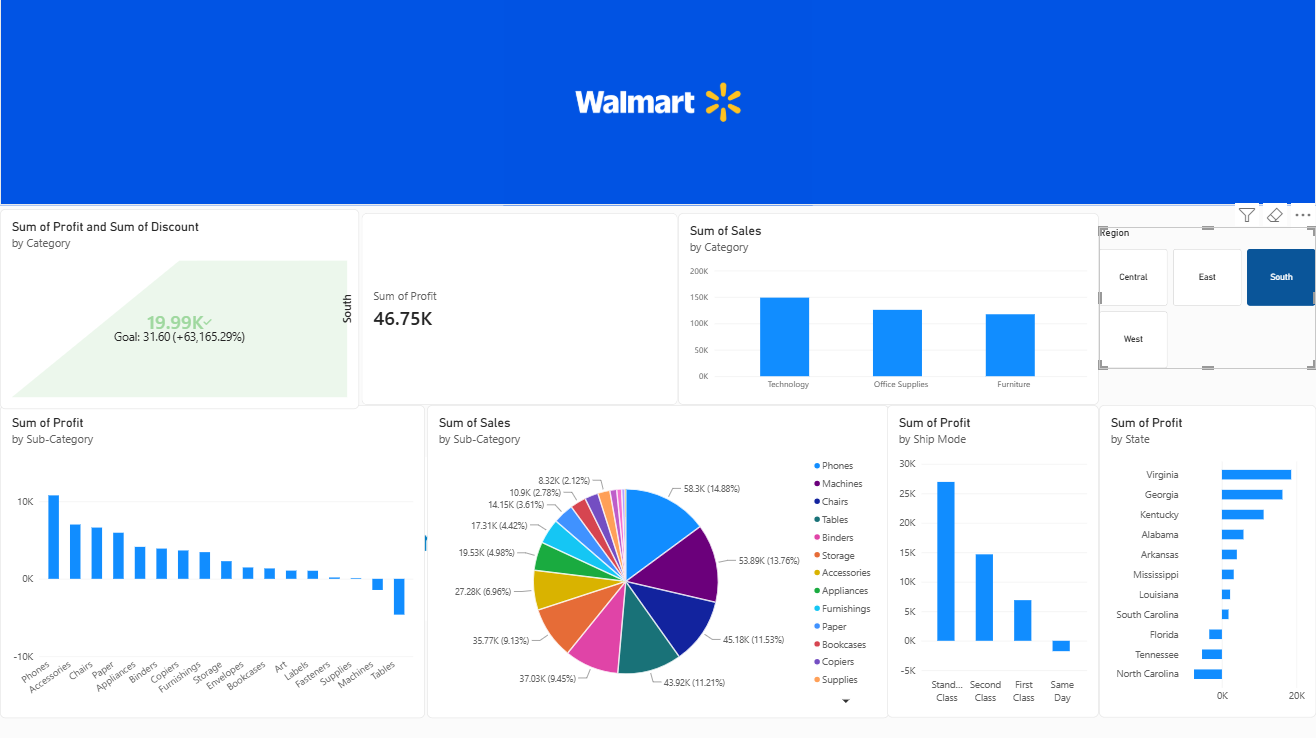 Walmart
Sum of Profit and Sum of Discount
by Category
19.99K
Goal: 31.60 (+63,165.29%)
South
Sum of Profit
46.75K
Sum of Sales
by Category
200K
150K
100K
50K
0K
Technology
Office Supplies
Furniture
Region
Central
East
South
West
Sum of Profit
by Sub-Category
10K
0K
-10K
Phones
Accessories
Chairs
Paper
Appliances
Binders
Copiers
Furnishings
Storage
Envelopes
Bookcases
Art
Labels
Fasteners
Supplies
Machines
Tables
Sum of Sales
by Sub-Category
58.3K (14.88%)
53.89K (13.76%)
45.18K (11.53%)
43.92K (11.21%)
37.03K (9.45%)
35.77K (9.13%)
27.28K (6.96%)
19.53K (4.98%)
17.31K (4.42%)
14.15K (3.61%)
10.9K (2.78%)
8.32K (2.12%)
Phones
Machines
Chairs
Tables
Binders
Storage
Accessories
Appliances
Furnishings
Paper
Bookcases
Copiers
Supplies
Sum of Profit
by Ship Mode
30K
25K
20K
15K
10K
5K
0K
-5K
Stand...
Class
Second
Class
First
Class
Same
Day
Sum of Profit
by State
Virginia
Georgia
Kentucky
Alabama
Arkansas
Mississippi
Louisiana
South Carolina
Florida
Tennessee
North Carolina
0K
20K